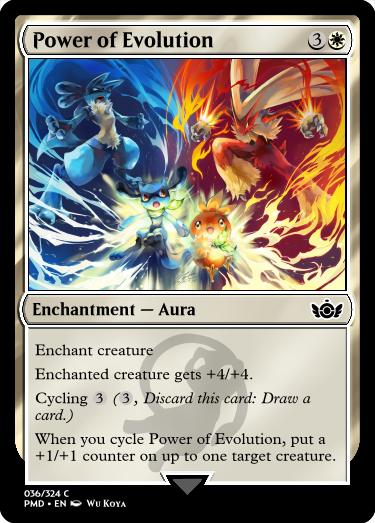 Power of Evolution 3
Enchantment — Aura
Enchant creature
Enchanted creature gets +4/+4.
Cycling 3 (3, Discard this card: Draw a
card.)
When you cycle Power of Evolution, put a
+1/+1 counter on up to one target creature.
036/324 C
PMD • EN Wu Koya